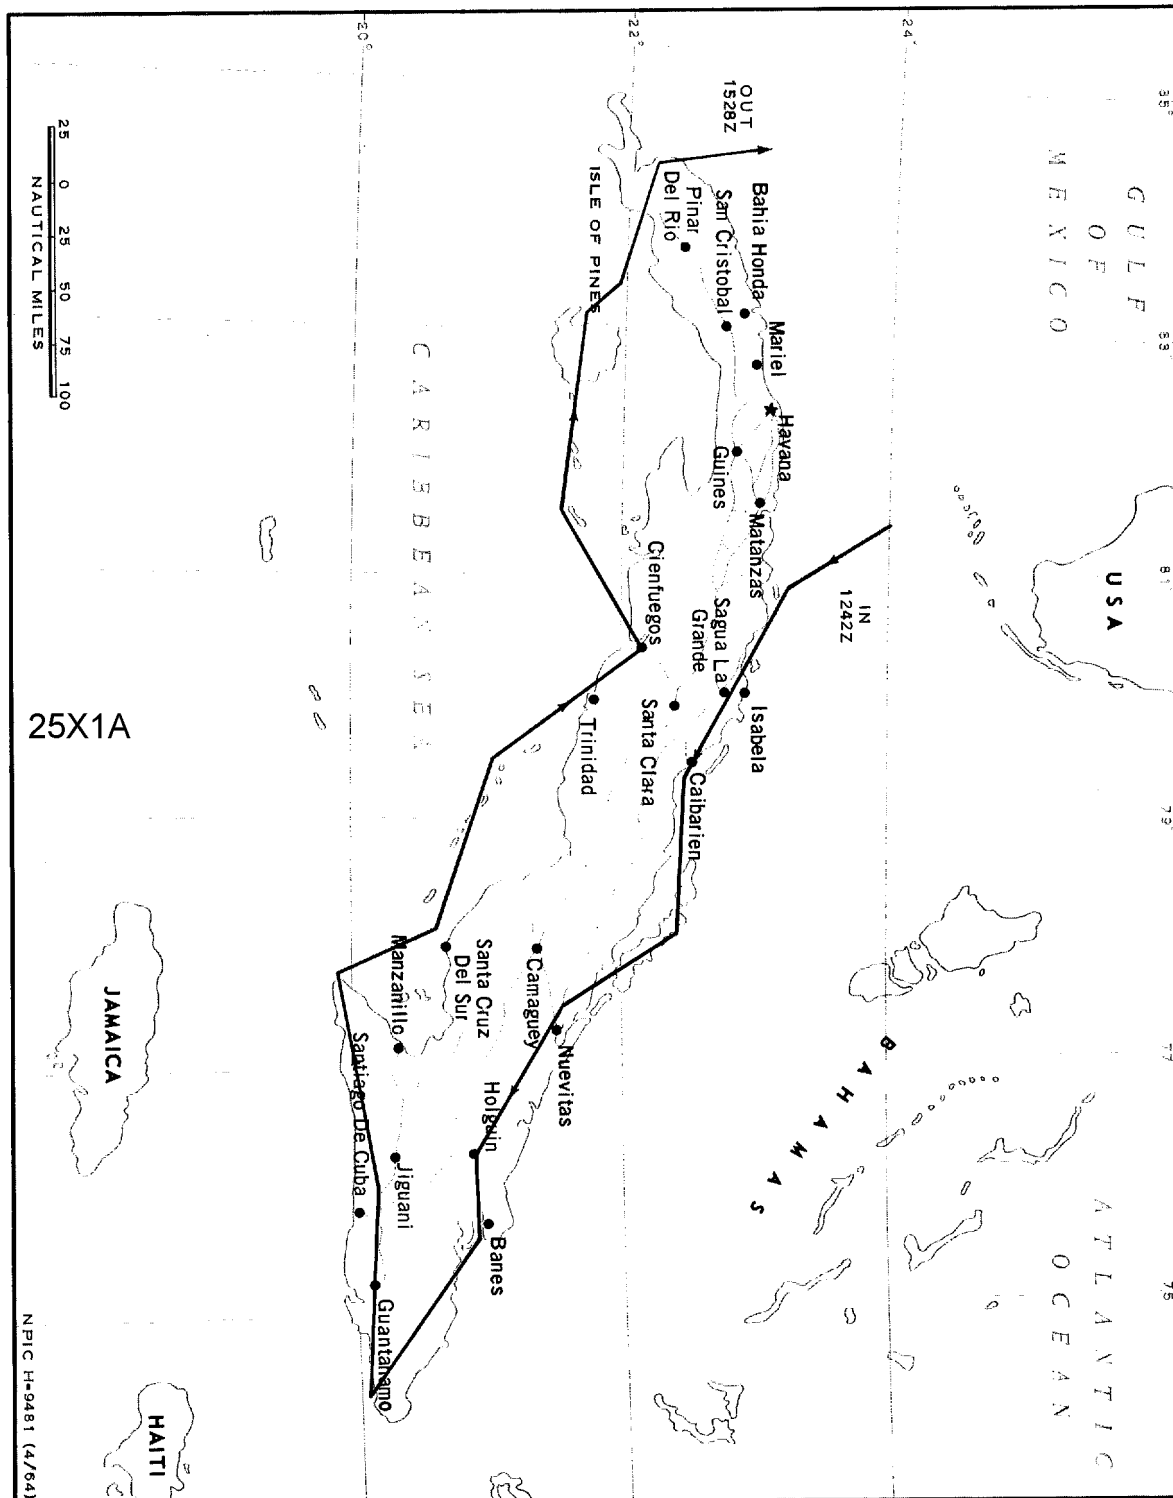 GULF
OF
MEXICO
85°
83°
81°
79°
77
75
24°
22°
20°
USA
ATLANTIC
OCEAN
BAHAMAS
OUT
1528Z
IN
1242Z
Bahia Honda
Mariel
Havana
Matanzas
San Cristobal
Pinar
Del Rio
Guines
Sagua La
Grande
Isabela
Cienfuegos
Santa Clara
Caibarien
Trinidad
ISLE OF PINES
Camaguey
Nuevitas
Santa Cruz
Del Sur
Manzanillo
Holguin
Banes
Jiguani
Santiago De Cuba
Guantanamo
CARIBBEAN SEA
JAMAICA
HAITI
25 0 25 50 75 100
NAUTICAL MILES
25X1A
NPIC H-9481 (4/64)